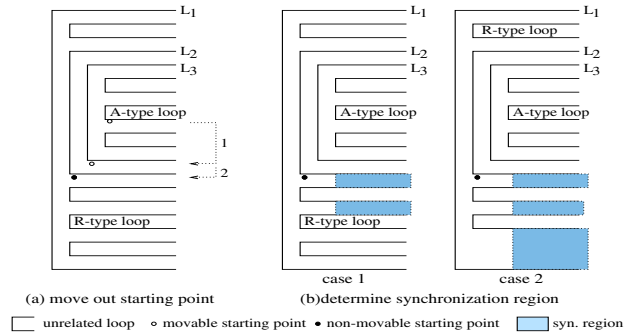 L1
L2
L3
A-type loop
1
2
R-type loop
(a) move out starting point
L1
L2
L3
A-type loop
R-type loop
case 1
L1
R-type loop
L2
L3
A-type loop
case 2
(b)determine synchronization region
unrelated loop
movable starting point
non-movable starting point
syn. region